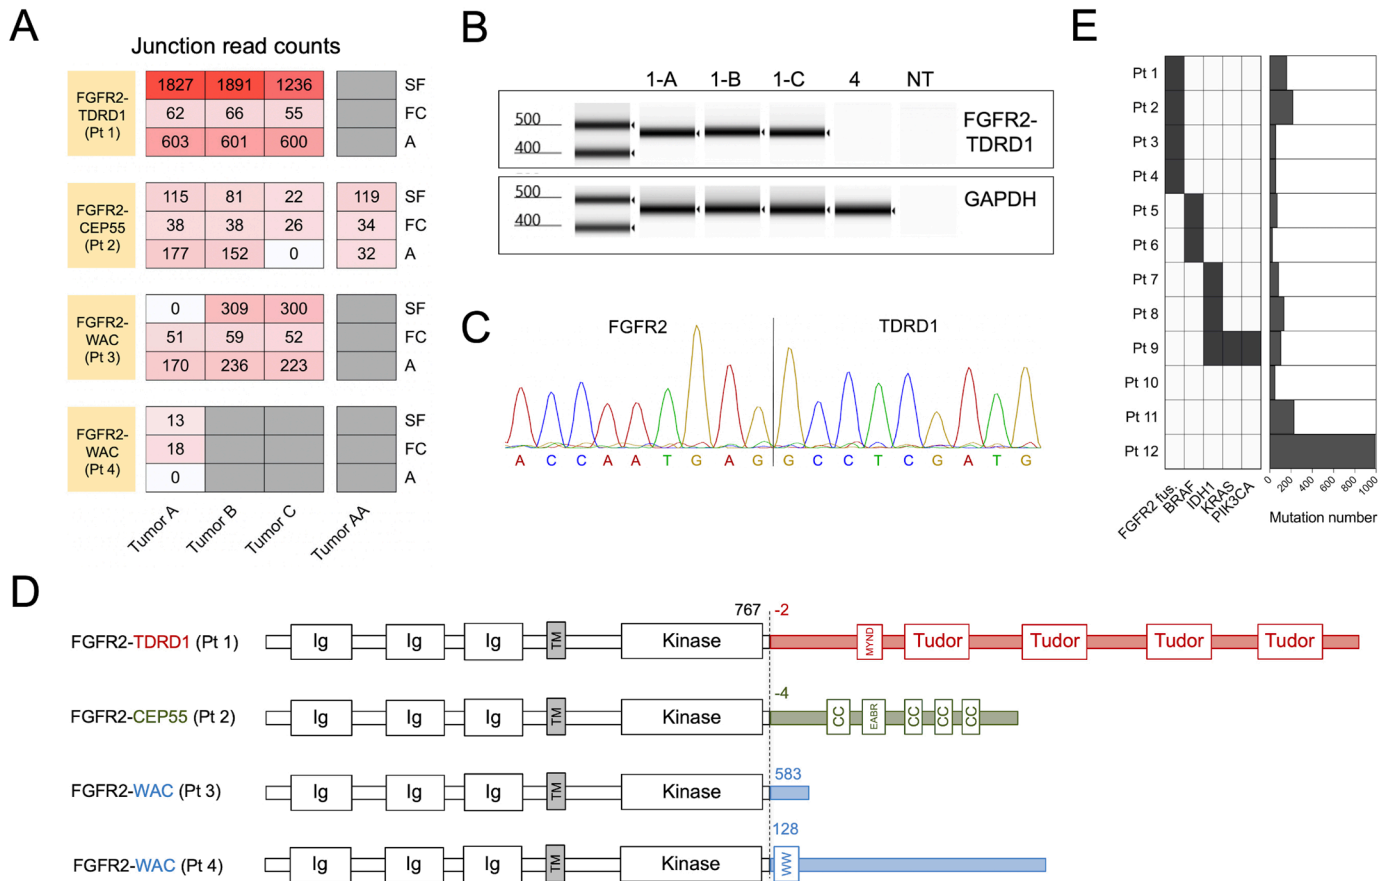 A
Junction read counts
FGFR2-
TDRD1
(Pt 1)
1827 1891 1236 SF
62 66 55 FC
603 601 600 A
FGFR2-
CEP55
(Pt 2)
115 81 22 119 SF
38 38 26 34 FC
177 152 0 32 A
FGFR2-
WAC
(Pt 3)
0 309 300 SF
51 59 52 FC
170 236 223 A
FGFR2-
WAC
(Pt 4)
13 SF
18 FC
0 A
Tumor A Tumor B Tumor C Tumor AA
B
1-A 1-B 1-C 4 NT
500
400
FGFR2-
TDRD1
500
400
GAPDH
C
FGFR2 TDRD1
A C C A A T G A G G C C T C G A T G
D
767 -2
FGFR2-TDRD1 (Pt 1) Ig Ig Ig TM Kinase MYND Tudor Tudor Tudor Tudor
-4
FGFR2-CEP55 (Pt 2) Ig Ig Ig TM Kinase CC EABR CC CC CC
583
FGFR2-WAC (Pt 3) Ig Ig Ig TM Kinase
128
FGFR2-WAC (Pt 4) Ig Ig Ig TM Kinase WW
E
Pt 1
Pt 2
Pt 3
Pt 4
Pt 5
Pt 6
Pt 7
Pt 8
Pt 9
Pt 10
Pt 11
Pt 12
FGFR2 fus. BRAF IDH1 KRAS PIK3CA
0 200 400 600 800 1000
Mutation number